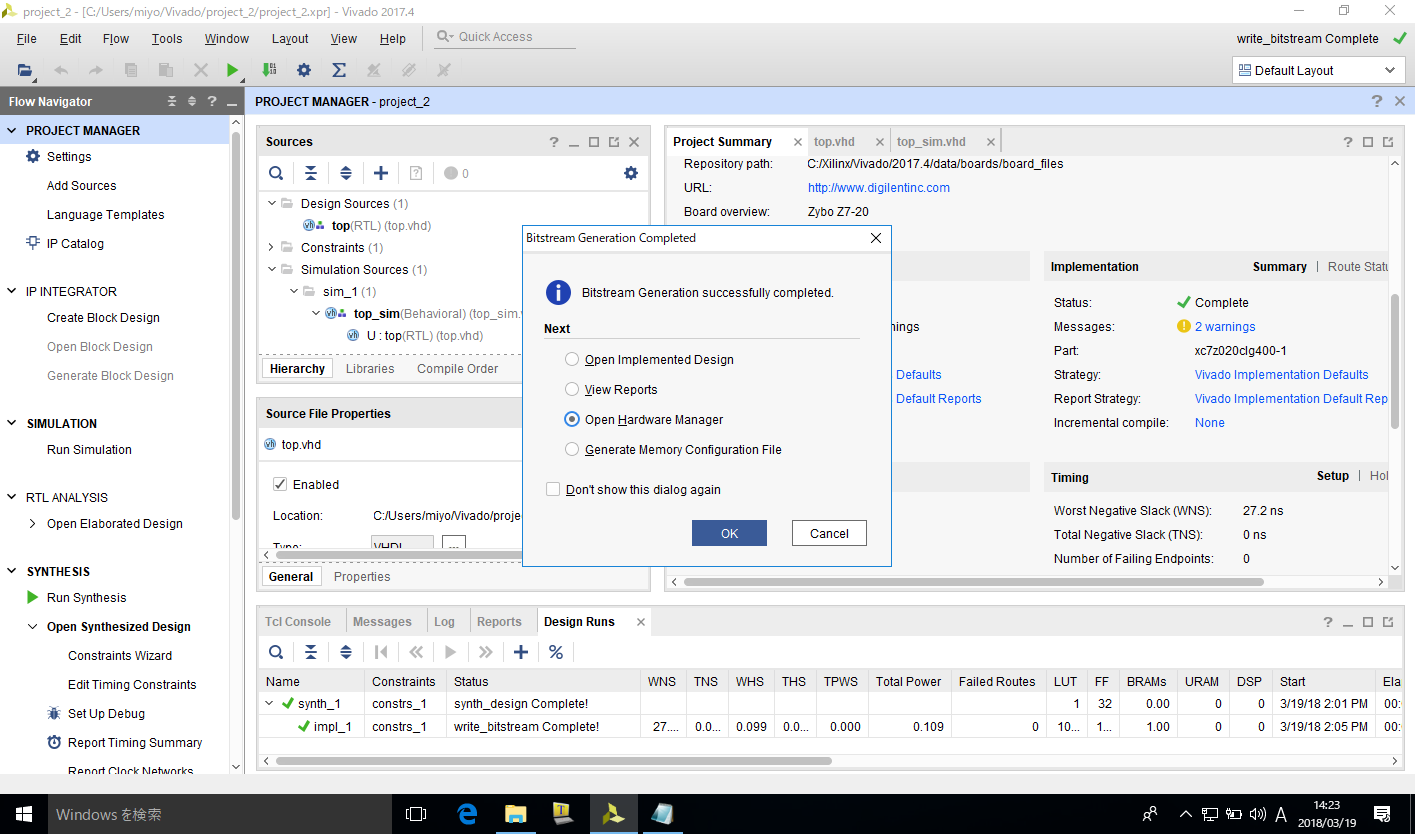 project_2 - [C:/Users/miyo/Vivado/project_2/project_2.xpr] - Vivado 2017.4
File Edit Flow Tools Window Layout View Help Quick Access
write_bitstream Complete
Default Layout
Flow Navigator
PROJECT MANAGER
Settings
Add Sources
Language Templates
IP Catalog
IP INTEGRATOR
Create Block Design
Open Block Design
Generate Block Design
SIMULATION
Run Simulation
RTL ANALYSIS
Open Elaborated Design
SYNTHESIS
Run Synthesis
Open Synthesized Design
Constraints Wizard
Edit Timing Constraints
Set Up Debug
Report Timing Summary
Report Clock Networks
PROJECT MANAGER - project_2
Sources
0
Design Sources (1)
top(RTL) (top.vhd)
Constraints (1)
Simulation Sources (1)
sim_1 (1)
top_sim(Behavioral) (top_sim.v
U : top(RTL) (top.vhd)
Hierarchy Libraries Compile Order
Source File Properties
top.vhd
Enabled
Location: C:/Users/miyo/Vivado/proje
Type: VHDL ...
General Properties
Project Summary top.vhd top_sim.vhd
Repository path: C:/Xilinx/Vivado/2017.4/data/boards/board_files
URL: http://www.digilentinc.com
Board overview: Zybo Z7-20
Implementation Summary | Route Statu
Status: Complete
nings
Messages: 2 warnings
Part: xc7z020clg400-1
Defaults
Strategy: Vivado Implementation Defaults
Default Reports
Report Strategy: Vivado Implementation Default Rep
Incremental compile: None
Timing Setup | Hol
Worst Negative Slack (WNS): 27.2 ns
Total Negative Slack (TNS): 0 ns
Number of Failing Endpoints: 0
Bitstream Generation Completed
Bitstream Generation successfully completed.
Next
Open Implemented Design
View Reports
Open Hardware Manager
Generate Memory Configuration File
Don't show this dialog again
OK Cancel
Tcl Console Messages Log Reports Design Runs
Name Constraints Status WNS TNS WHS THS TPWS Total Power Failed Routes LUT FF BRAMs URAM DSP Start Ela
synth_1 constrs_1 synth_design Complete! 1 32 0.00 0 0 3/19/18 2:01 PM 00:
impl_1 constrs_1 write_bitstream Complete! 27.... 0.0... 0.099 0.0... 0.000 0.109 0 10... 1... 1.00 0 0 3/19/18 2:05 PM 00:
Windows を検索
A
14:23
2018/03/19